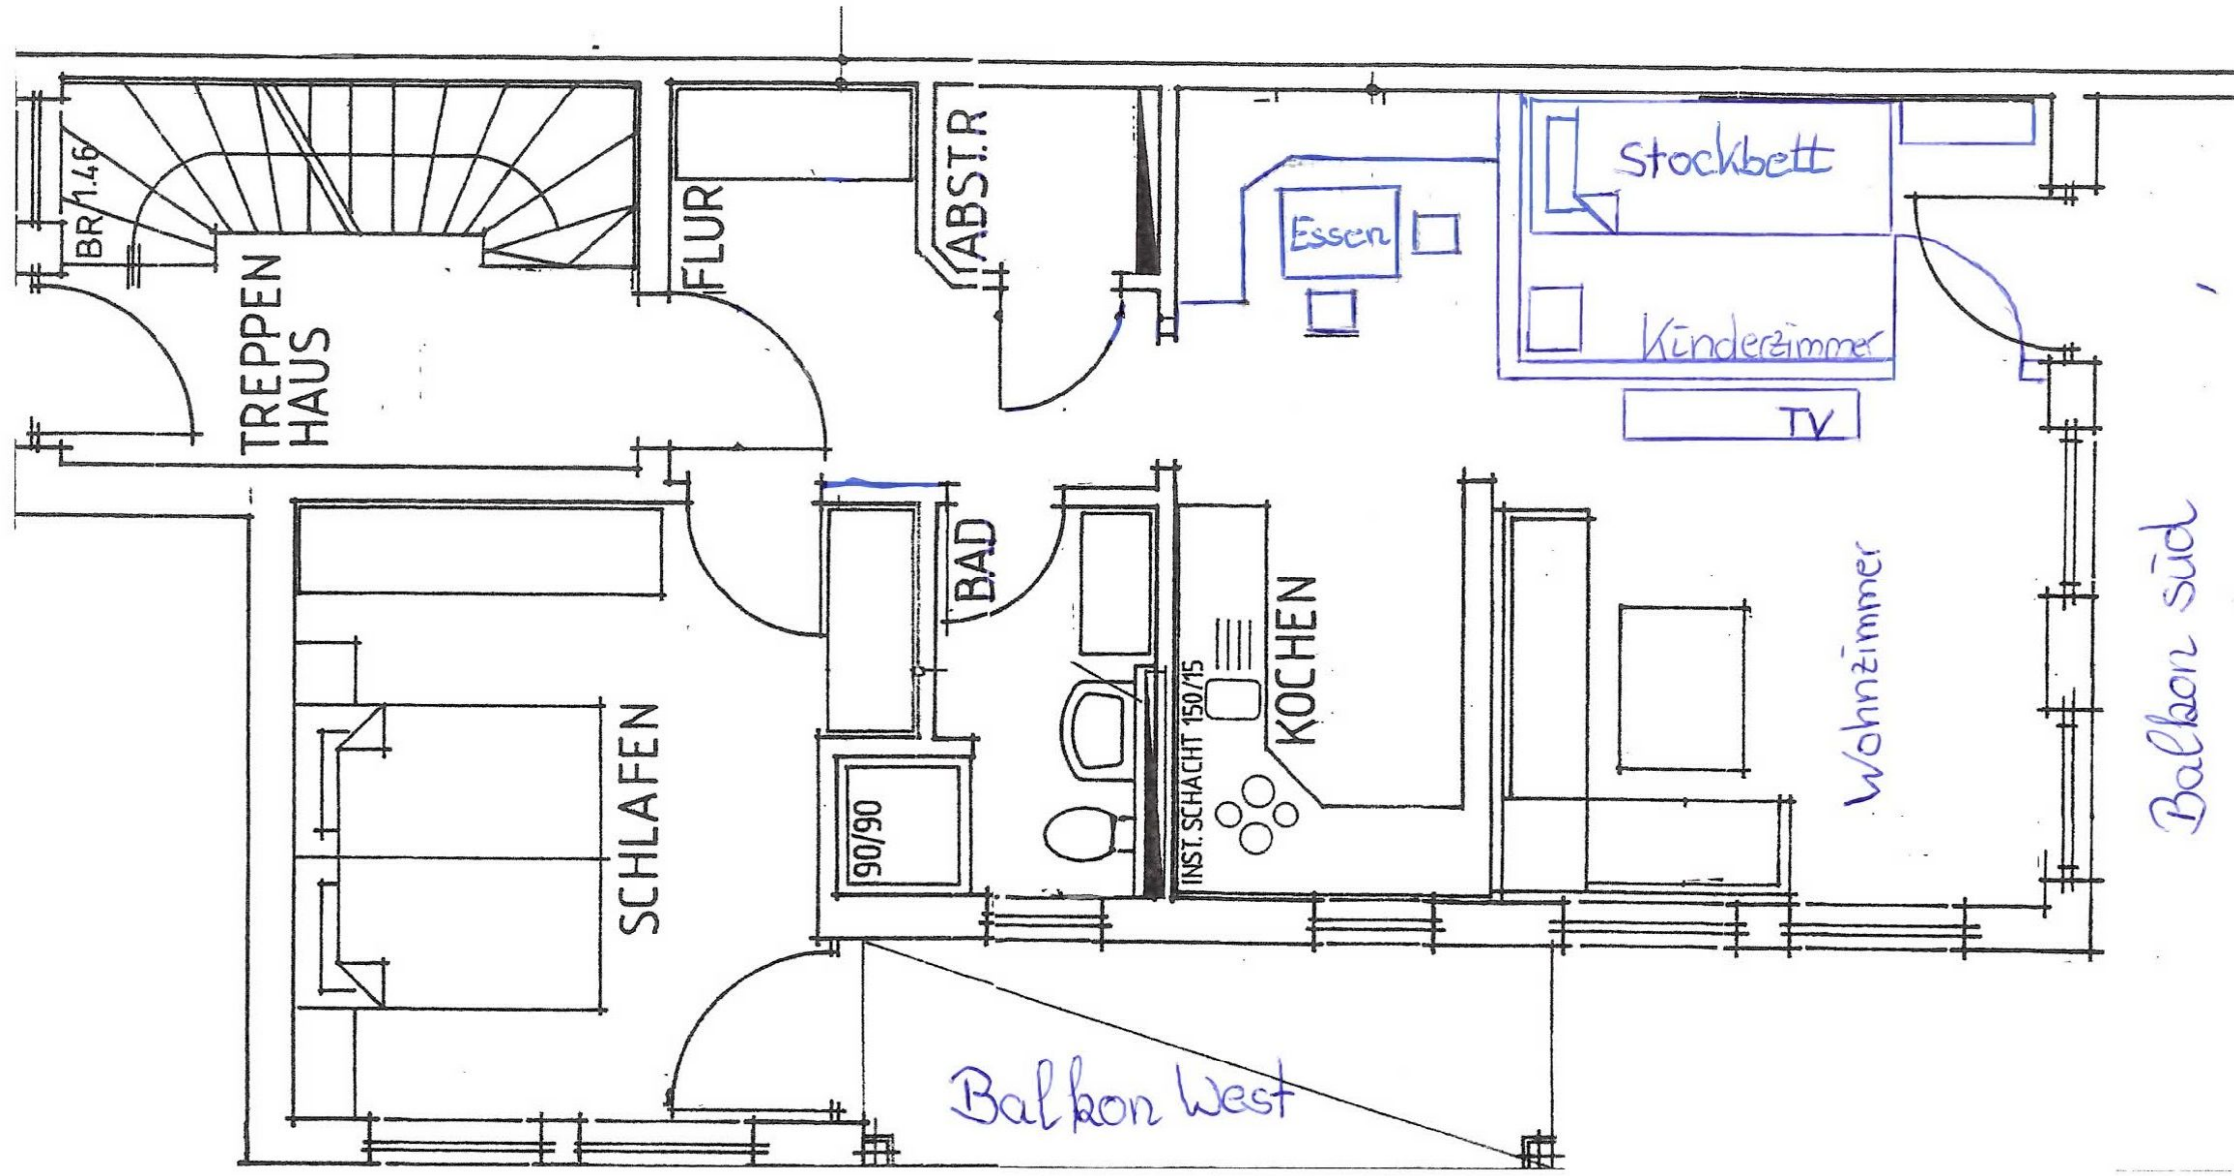 BR 1.46
TREPPEN
HAUS
FLUR
ABST.R
Stockbett
Essen
Kinderzimmer
TV
BAD
KOCHEN
INST. SCHACHT 150/15
90/90
SCHLAFEN
Wohnzimmer
Balkon süd
Balkon West